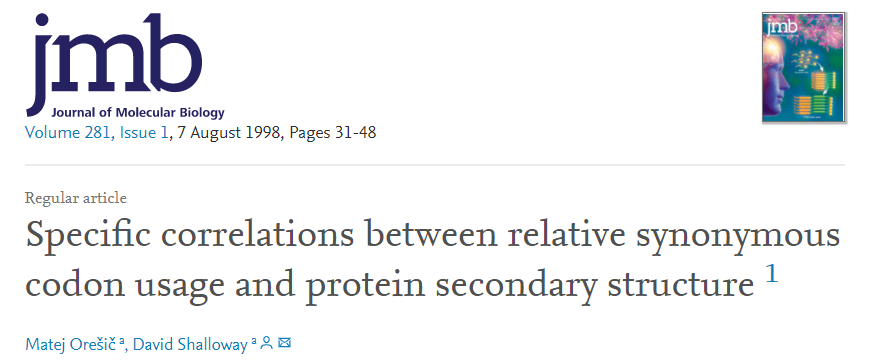 jmb
Journal of Molecular Biology
jmb
Volume 281, Issue 1, 7 August 1998, Pages 31-48
Regular article
Specific correlations between relative synonymous
codon usage and protein secondary structure 1
Matej Orešič a, David Shalloway a